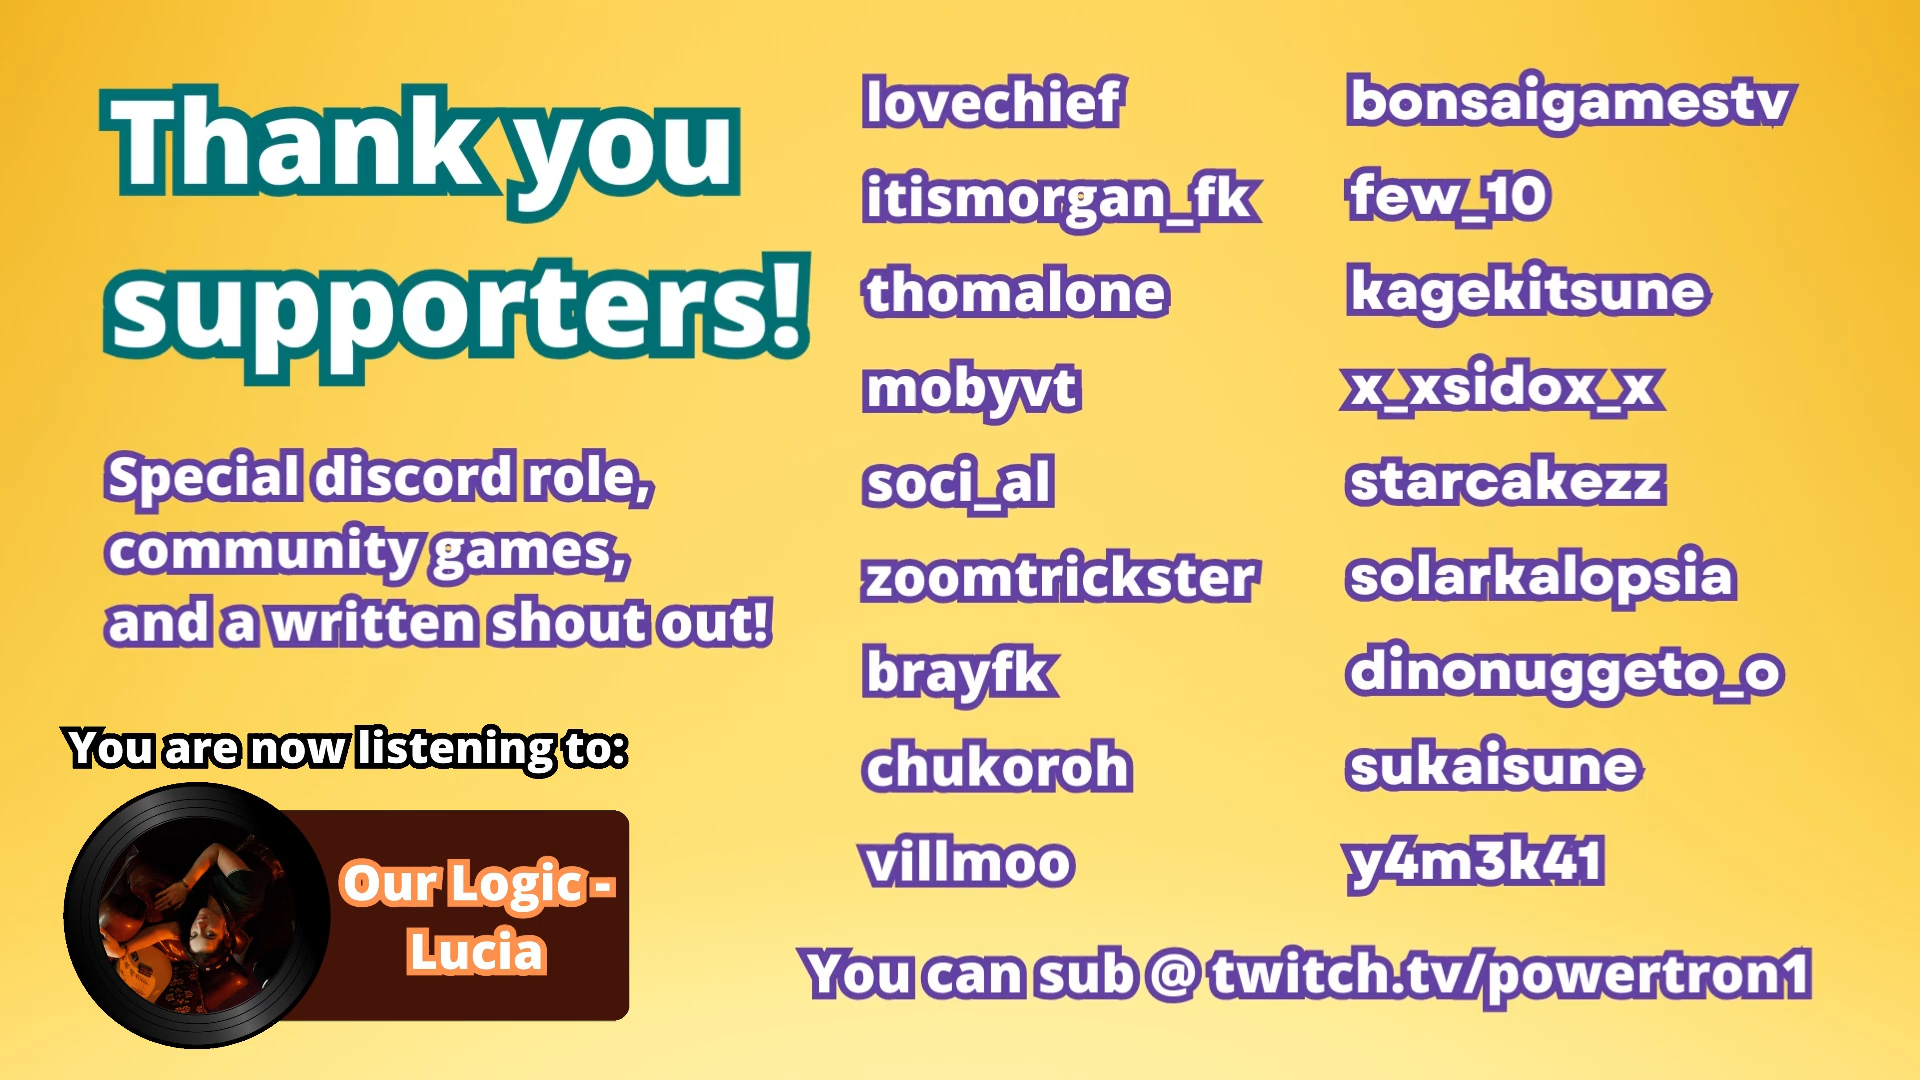 Thank you
supporters!
Special discord role,
community games,
and a written shout out!
You are now listening to:
Our Logic -
Lucia
lovechief
itismorgan_fk
thomalone
mobyvt
soci_al
zoomtrickster
brayfk
chukoroh
villmoo
bonsaigamestv
few_10
kagekitsune
x_xsidox_x
starcakezz
solarkalopsia
dinonuggeto_o
sukaisune
y4m3k41
You can sub @ twitch.tv/powertron1